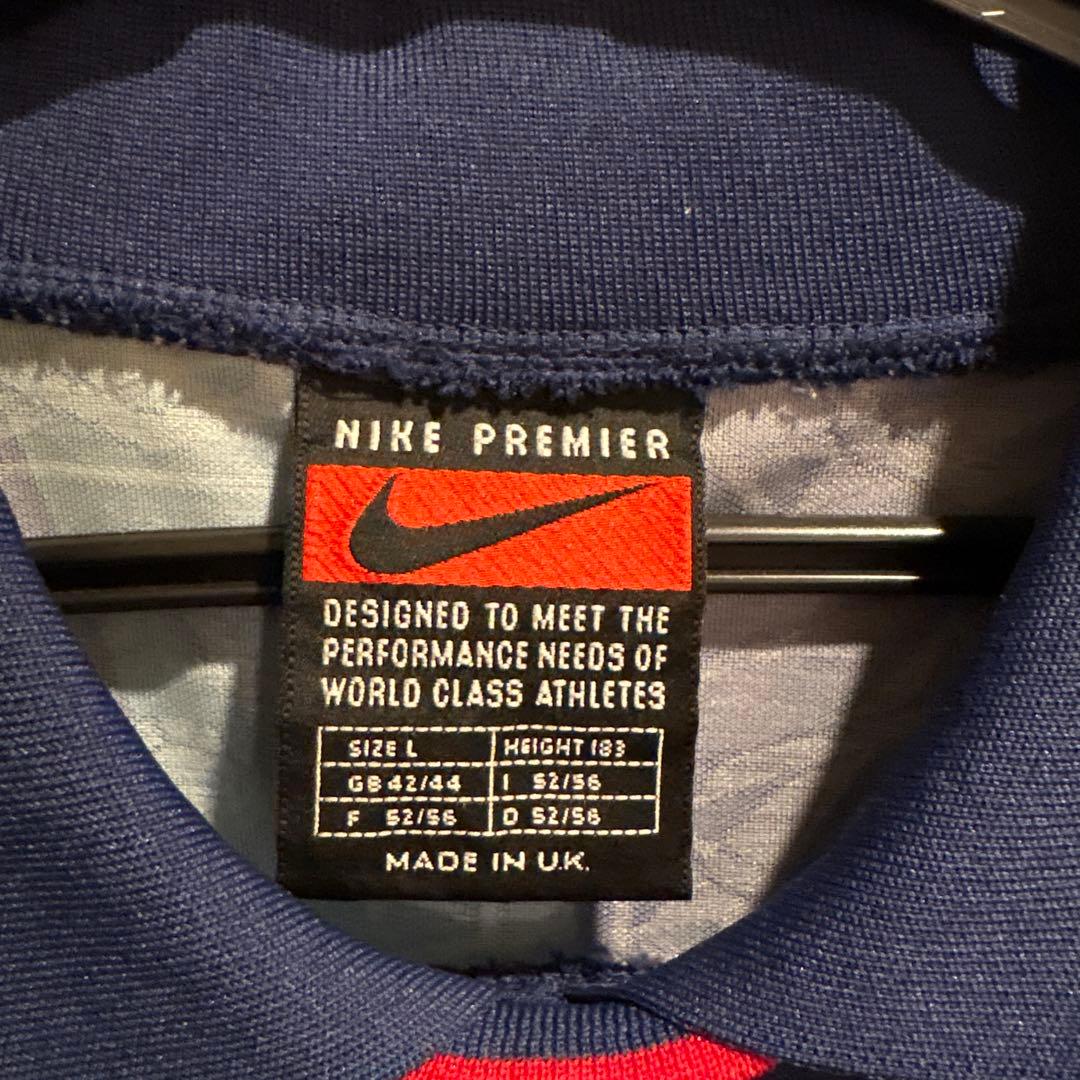 NIKE PREMIER
DESIGNED TO MEET THE
PERFORMANCE NEEDS OF
WORLD CLASS ATHLETES
SIZE L HEIGHT 183
GB 42/44 I 52/56
F 52/56 D 52/56
MADE IN U.K.